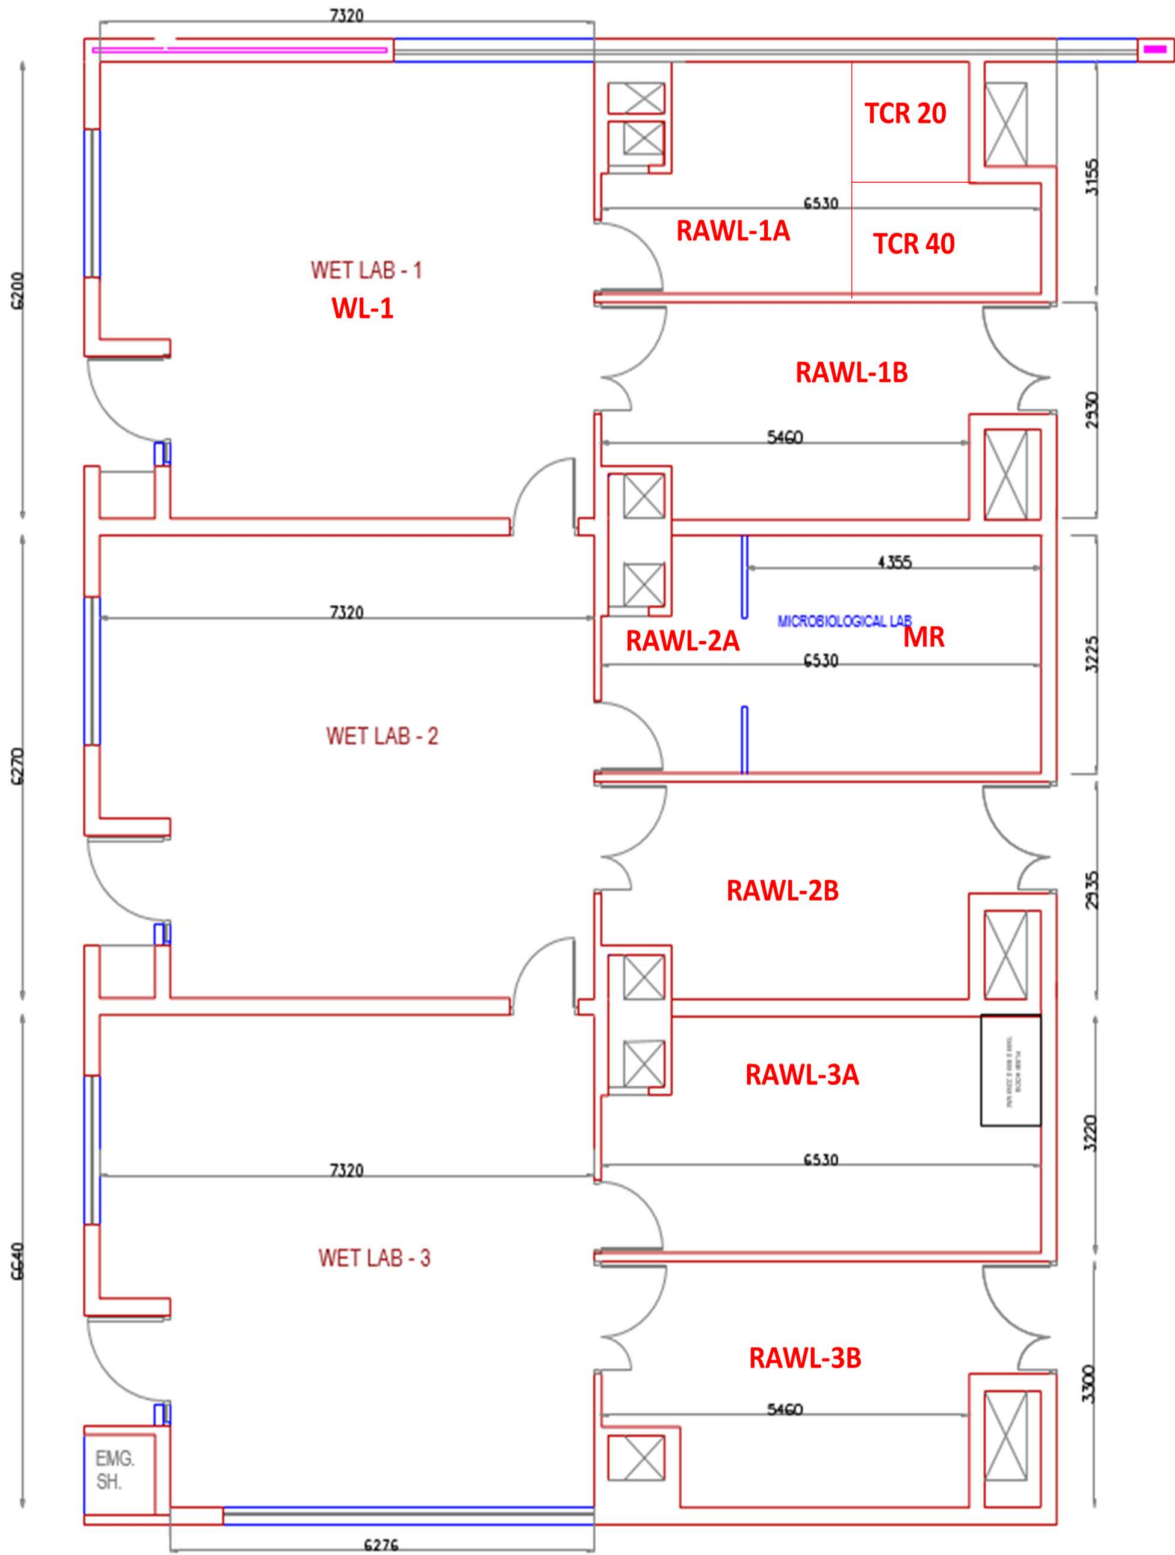 7320
TCR 20
3155
6530
RAWL-1A
TCR 40
WET LAB - 1
WL-1
6200
RAWL-1B
2930
5460
4355
MICROBIOLOGICAL LAB
RAWL-2A
MR
3225
7320
6530
WET LAB - 2
6270
RAWL-2B
2935
RAWL-3A
3220
7320
6530
WET LAB - 3
6640
RAWL-3B
3300
5460
EMG.
SH.
6276